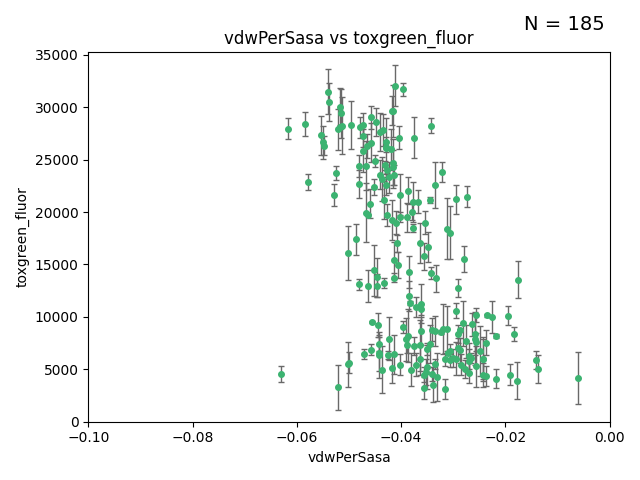 N = 185
vdwPerSasa vs toxgreen_fluor
35000
30000
25000
20000
15000
10000
5000
0
toxgreen_fluor
−0.10 −0.08 −0.06 −0.04 −0.02 0.00
vdwPerSasa